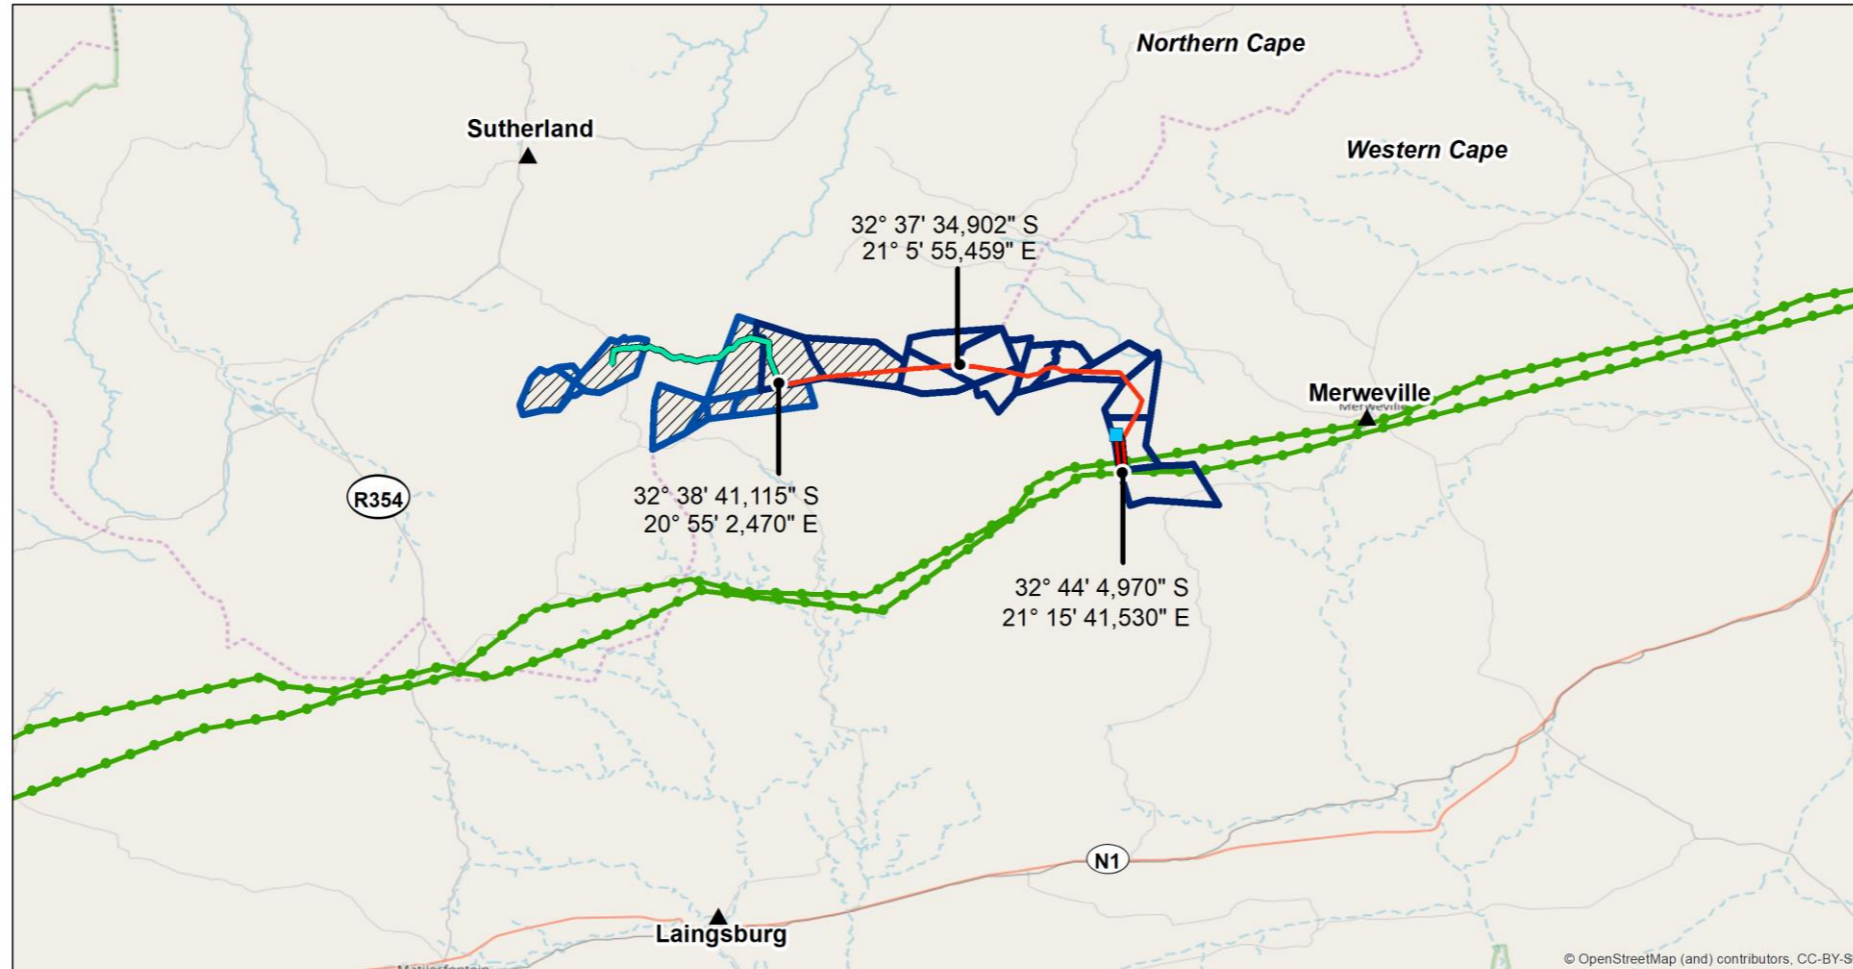 Northern Cape
Sutherland
Western Cape
32° 37' 34,902" S
21° 5' 55,459" E
Merweville
Merweville
R354
32° 38' 41,115" S
20° 55' 2,470" E
32° 44' 4,970" S
21° 15' 41,530" E
N1
Laingsburg
© OpenStreetMap (and) contributors, CC-BY-S